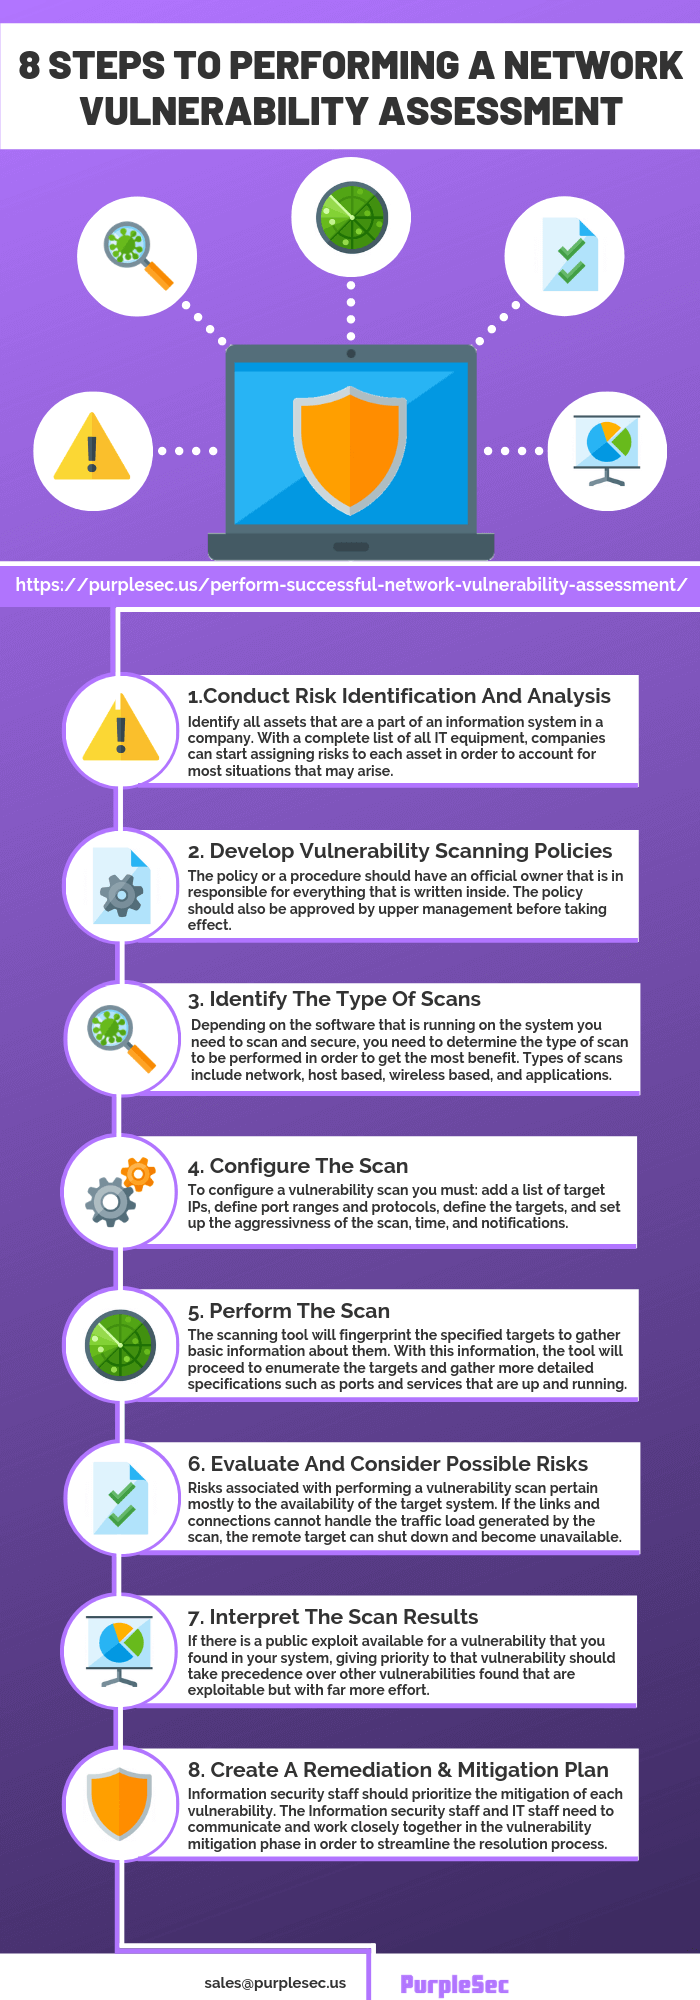 8 STEPS TO PERFORMING A NETWORK
VULNERABILITY ASSESSMENT
https://purplesec.us/perform-successful-network-vulnerability-assessment/
1.Conduct Risk Identification And Analysis
Identify all assets that are a part of an information system in a
company. With a complete list of all IT equipment, companies
can start assigning risks to each asset in order to account for
most situations that may arise.
2. Develop Vulnerability Scanning Policies
The policy or a procedure should have an official owner that is in
responsible for everything that is written inside. The policy
should also be approved by upper management before taking
effect.
3. Identify The Type Of Scans
Depending on the software that is running on the system you
need to scan and secure, you need to determine the type of scan
to be performed in order to get the most benefit. Types of scans
include network, host based, wireless based, and applications.
4. Configure The Scan
To configure a vulnerability scan you must: add a list of target
IPs, define port ranges and protocols, define the targets, and set
up the aggressivness of the scan, time, and notifications.
5. Perform The Scan
The scanning tool will fingerprint the specified targets to gather
basic information about them. With this information, the tool will
proceed to enumerate the targets and gather more detailed
specifications such as ports and services that are up and running.
6. Evaluate And Consider Possible Risks
Risks associated with performing a vulnerability scan pertain
mostly to the availability of the target system. If the links and
connections cannot handle the traffic load generated by the
scan, the remote target can shut down and become unavailable.
7. Interpret The Scan Results
If there is a public exploit available for a vulnerability that you
found in your system, giving priority to that vulnerability should
take precedence over other vulnerabilities found that are
exploitable but with far more effort.
8. Create A Remediation & Mitigation Plan
Information security staff should prioritize the mitigation of each
vulnerability. The Information security staff and IT staff need to
communicate and work closely together in the vulnerability
mitigation phase in order to streamline the resolution process.
sales@purplesec.us
PurpleSec